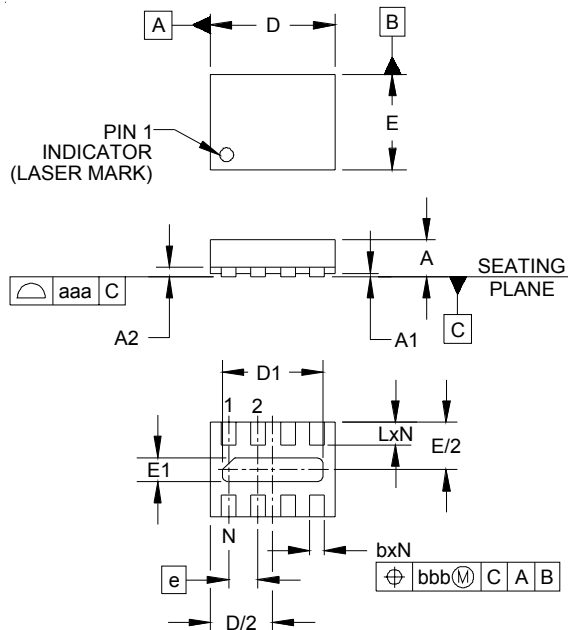 A
D
B
E
PIN 1
INDICATOR
(LASER MARK)
A
SEATING
PLANE
aaa C
C
A2
A1
D1
1 2
LxN
E/2
E1
N
bxN
e
bbb Ⓜ C A B
D/2